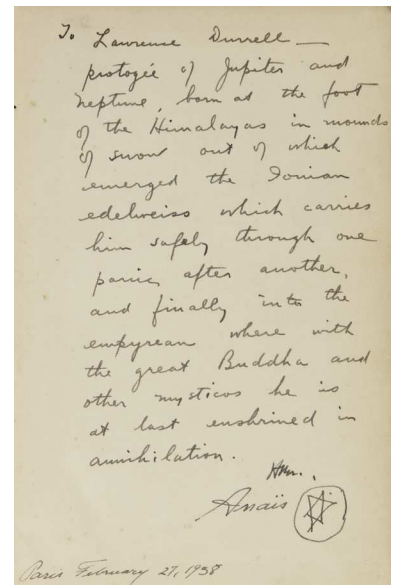 To Lawrence Durrell —
protogée of Jupiter and
Neptune, born at the foot
of the Himalayas in mounds
of snow out of which
emerged the Ionian
edelweiss which carries
him safely through one
panic after another,
and finally into the
empyrean where with
the great Buddha and
other mysticos he is
at last enshrined in
annihilation.
HM.
Anaïs
Paris February 27, 1938